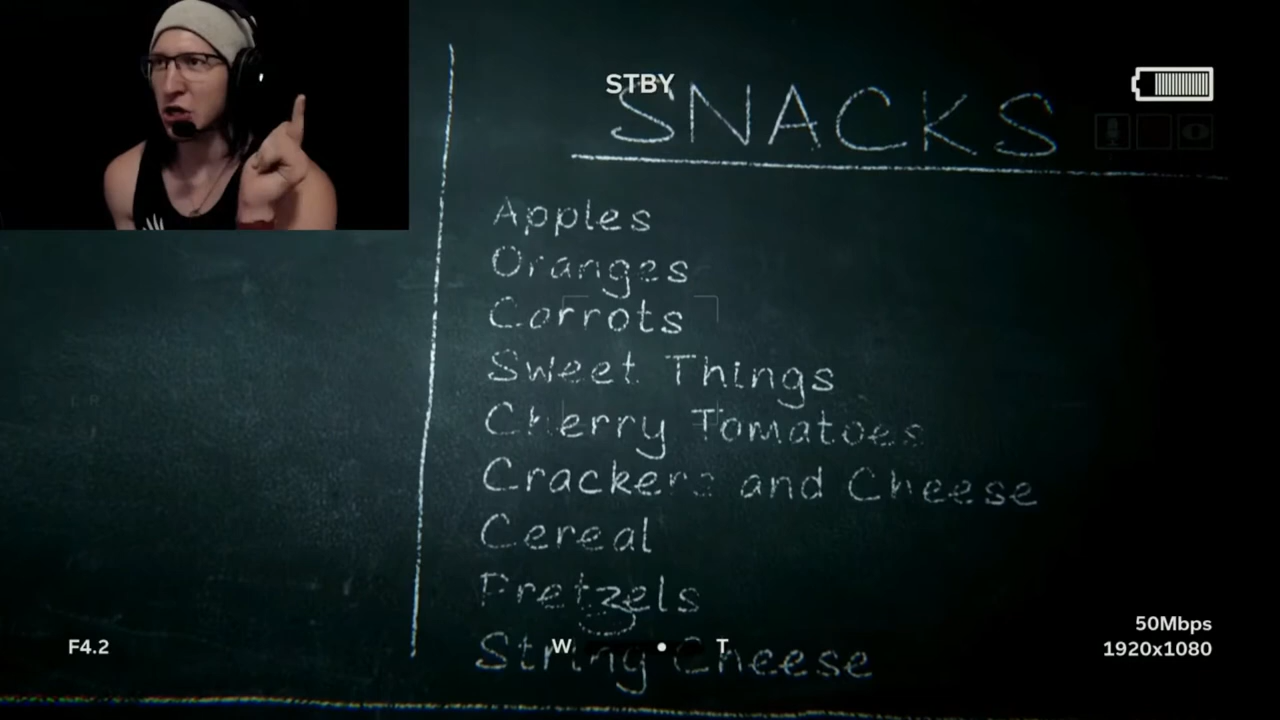 STBY
SNACKS
Apples
Oranges
Carrots
Sweet Things
Cherry Tomatoes
Crackers and Cheese
Cereal
Pretzels
String Cheese
F4.2
W T
50Mbps
1920x1080